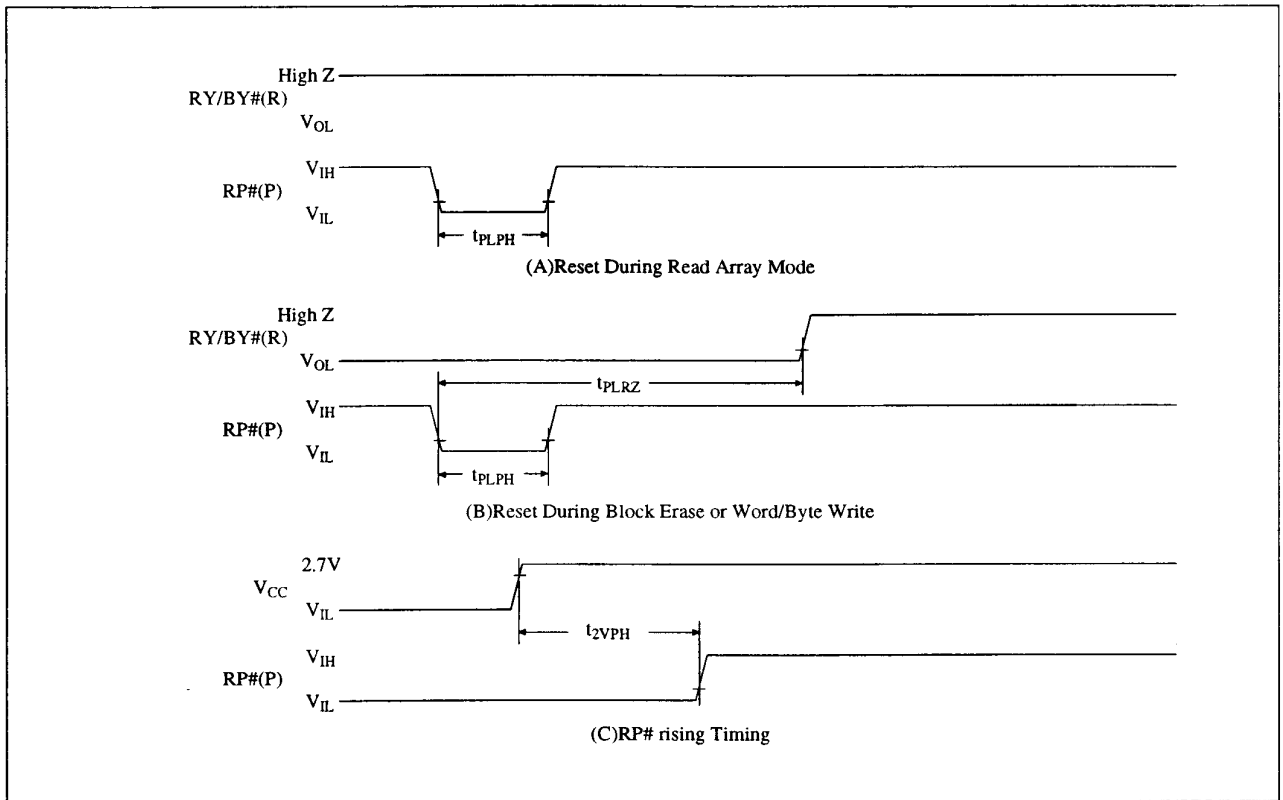 High Z
RY/BY#(R)
VOL
VIH
RP#(P)
VIL
tPLPH
(A)Reset During Read Array Mode
High Z
RY/BY#(R)
VOL
tPLRZ
VIH
RP#(P)
VIL
tPLPH
(B)Reset During Block Erase or Word/Byte Write
2.7V
VCC
VIL
t2VPH
VIH
RP#(P)
VIL
(C)RP# rising Timing